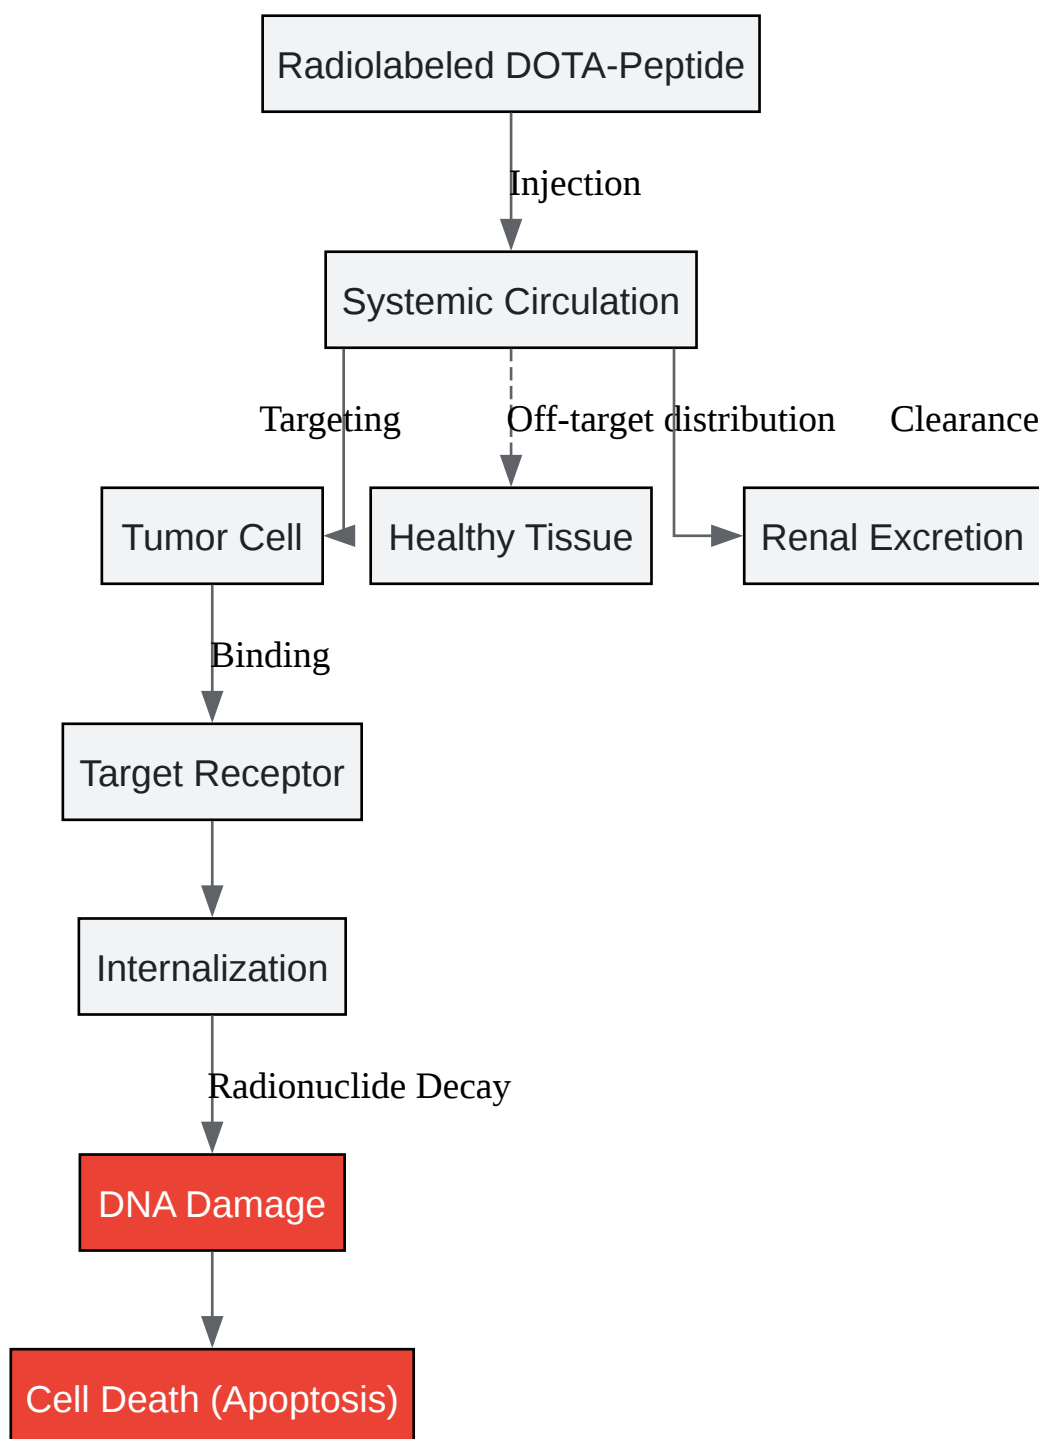 Radiolabeled DOTA-Peptide
Injection
Systemic Circulation
Targeting
Off-target distribution
Clearance
Tumor Cell
Healthy Tissue
Renal Excretion
Binding
Target Receptor
Internalization
Radionuclide Decay
DNA Damage
Cell Death (Apoptosis)